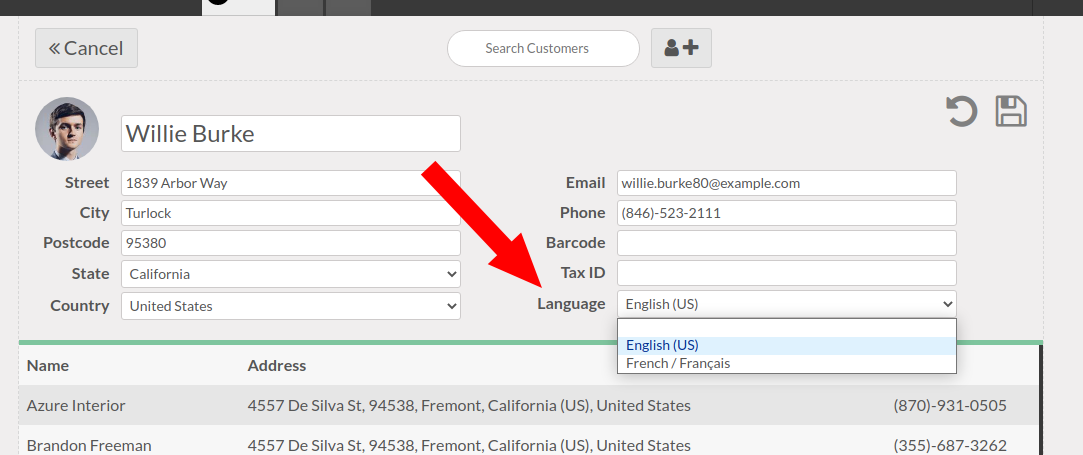 Cancel
Search Customers
Willie Burke
Street 1839 Arbor Way
Email willie.burke80@example.com
City Turlock
Phone (846)-523-2111
Postcode 95380
Barcode
State California
Tax ID
Country United States
Language English (US)
English (US)
French / Français
Name Address
Azure Interior 4557 De Silva St, 94538, Fremont, California (US), United States (870)-931-0505
Brandon Freeman 4557 De Silva St, 94538, Fremont, California (US), United States (355)-687-3262